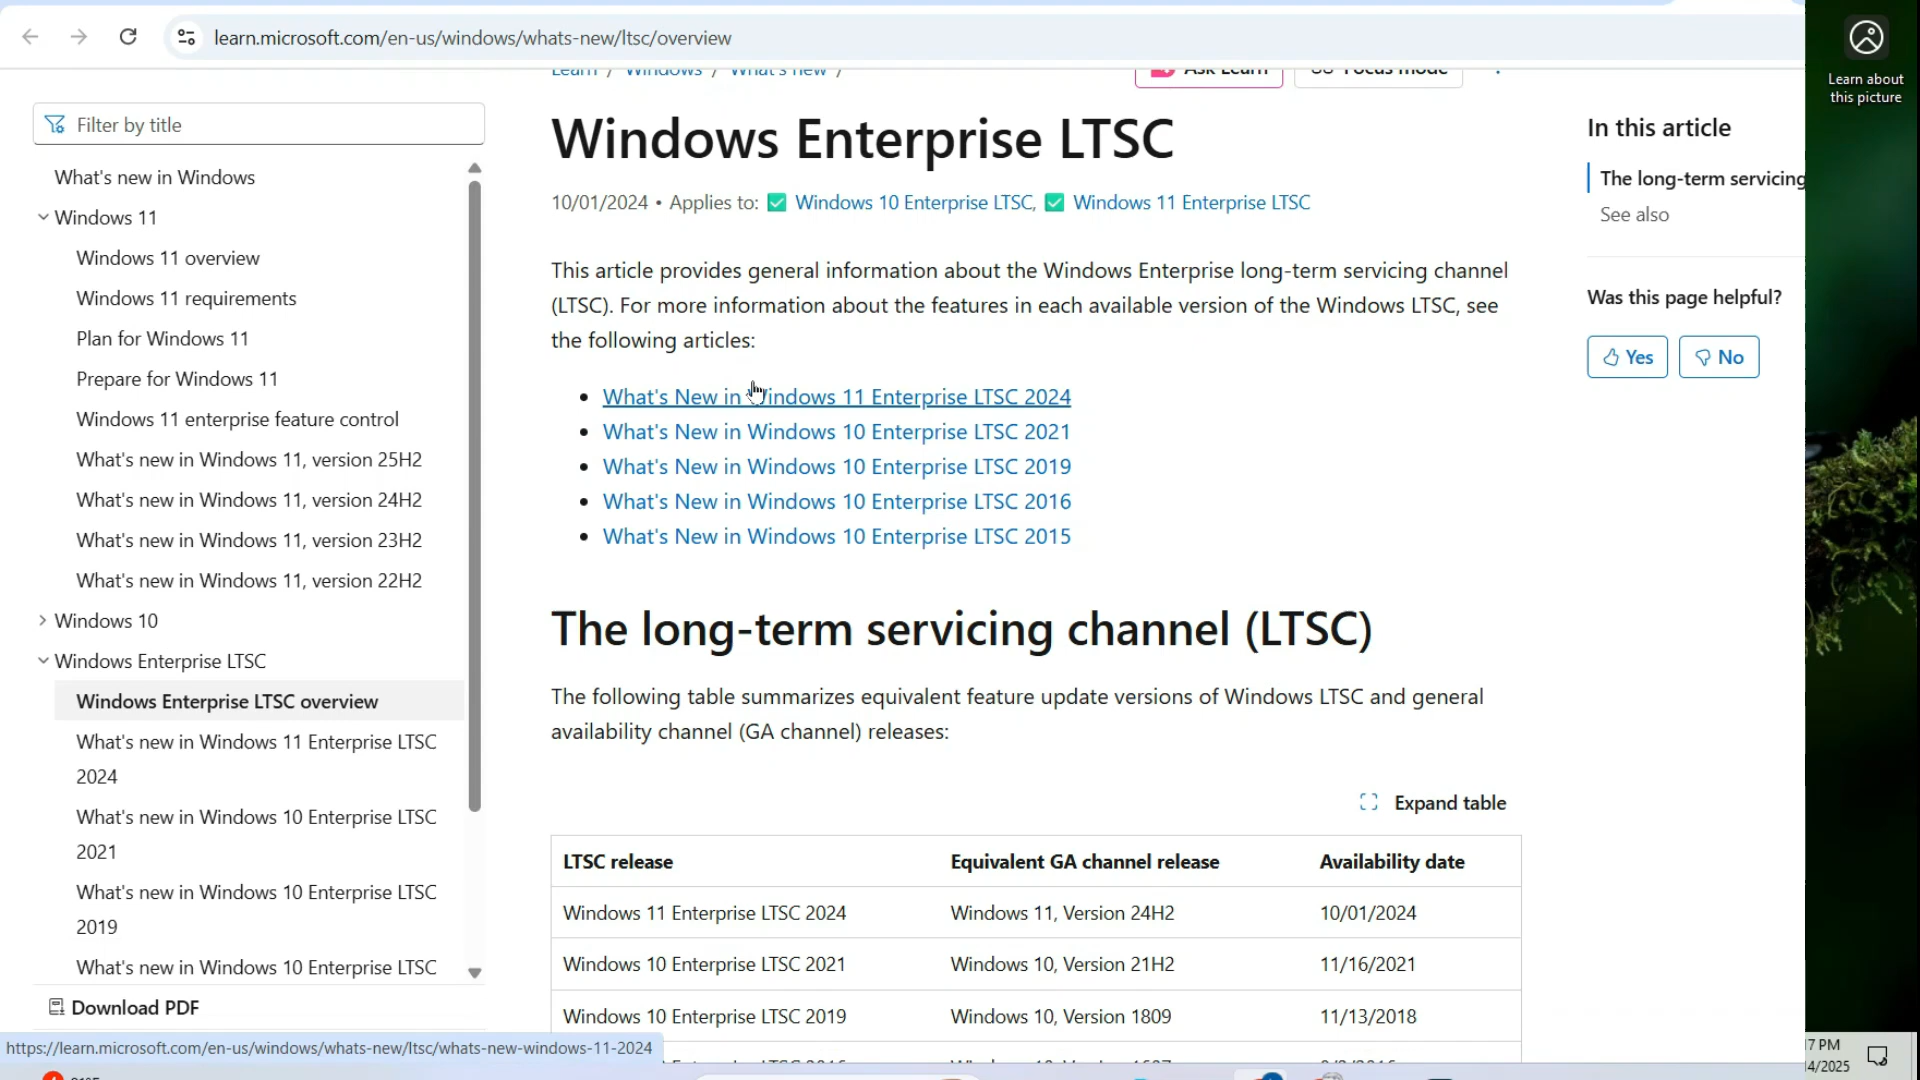 learn.microsoft.com/en-us/windows/whats-new/ltsc/overview
Learn about
this picture
Learn / Windows / What's new /
Ask Learn
Focus mode
Filter by title
What's new in Windows
Windows 11
Windows 11 overview
Windows 11 requirements
Plan for Windows 11
Prepare for Windows 11
Windows 11 enterprise feature control
What's new in Windows 11, version 25H2
What's new in Windows 11, version 24H2
What's new in Windows 11, version 23H2
What's new in Windows 11, version 22H2
Windows 10
Windows Enterprise LTSC
Windows Enterprise LTSC overview
What's new in Windows 11 Enterprise LTSC
2024
What's new in Windows 10 Enterprise LTSC
2021
What's new in Windows 10 Enterprise LTSC
2019
What's new in Windows 10 Enterprise LTSC
Download PDF
https://learn.microsoft.com/en-us/windows/whats-new/ltsc/whats-new-windows-11-2024
Windows Enterprise LTSC
10/01/2024 • Applies to: ✅ Windows 10 Enterprise LTSC, ✅ Windows 11 Enterprise LTSC
This article provides general information about the Windows Enterprise long-term servicing channel
(LTSC). For more information about the features in each available version of the Windows LTSC, see
the following articles:
• What's New in Windows 11 Enterprise LTSC 2024
• What's New in Windows 10 Enterprise LTSC 2021
• What's New in Windows 10 Enterprise LTSC 2019
• What's New in Windows 10 Enterprise LTSC 2016
• What's New in Windows 10 Enterprise LTSC 2015
The long-term servicing channel (LTSC)
The following table summarizes equivalent feature update versions of Windows LTSC and general
availability channel (GA channel) releases:
Expand table
LTSC release Equivalent GA channel release Availability date
Windows 11 Enterprise LTSC 2024 Windows 11, Version 24H2 10/01/2024
Windows 10 Enterprise LTSC 2021 Windows 10, Version 21H2 11/16/2021
Windows 10 Enterprise LTSC 2019 Windows 10, Version 1809 11/13/2018
In this article
The long-term servicing
See also
Was this page helpful?
Yes
No
7 PM
4/2025